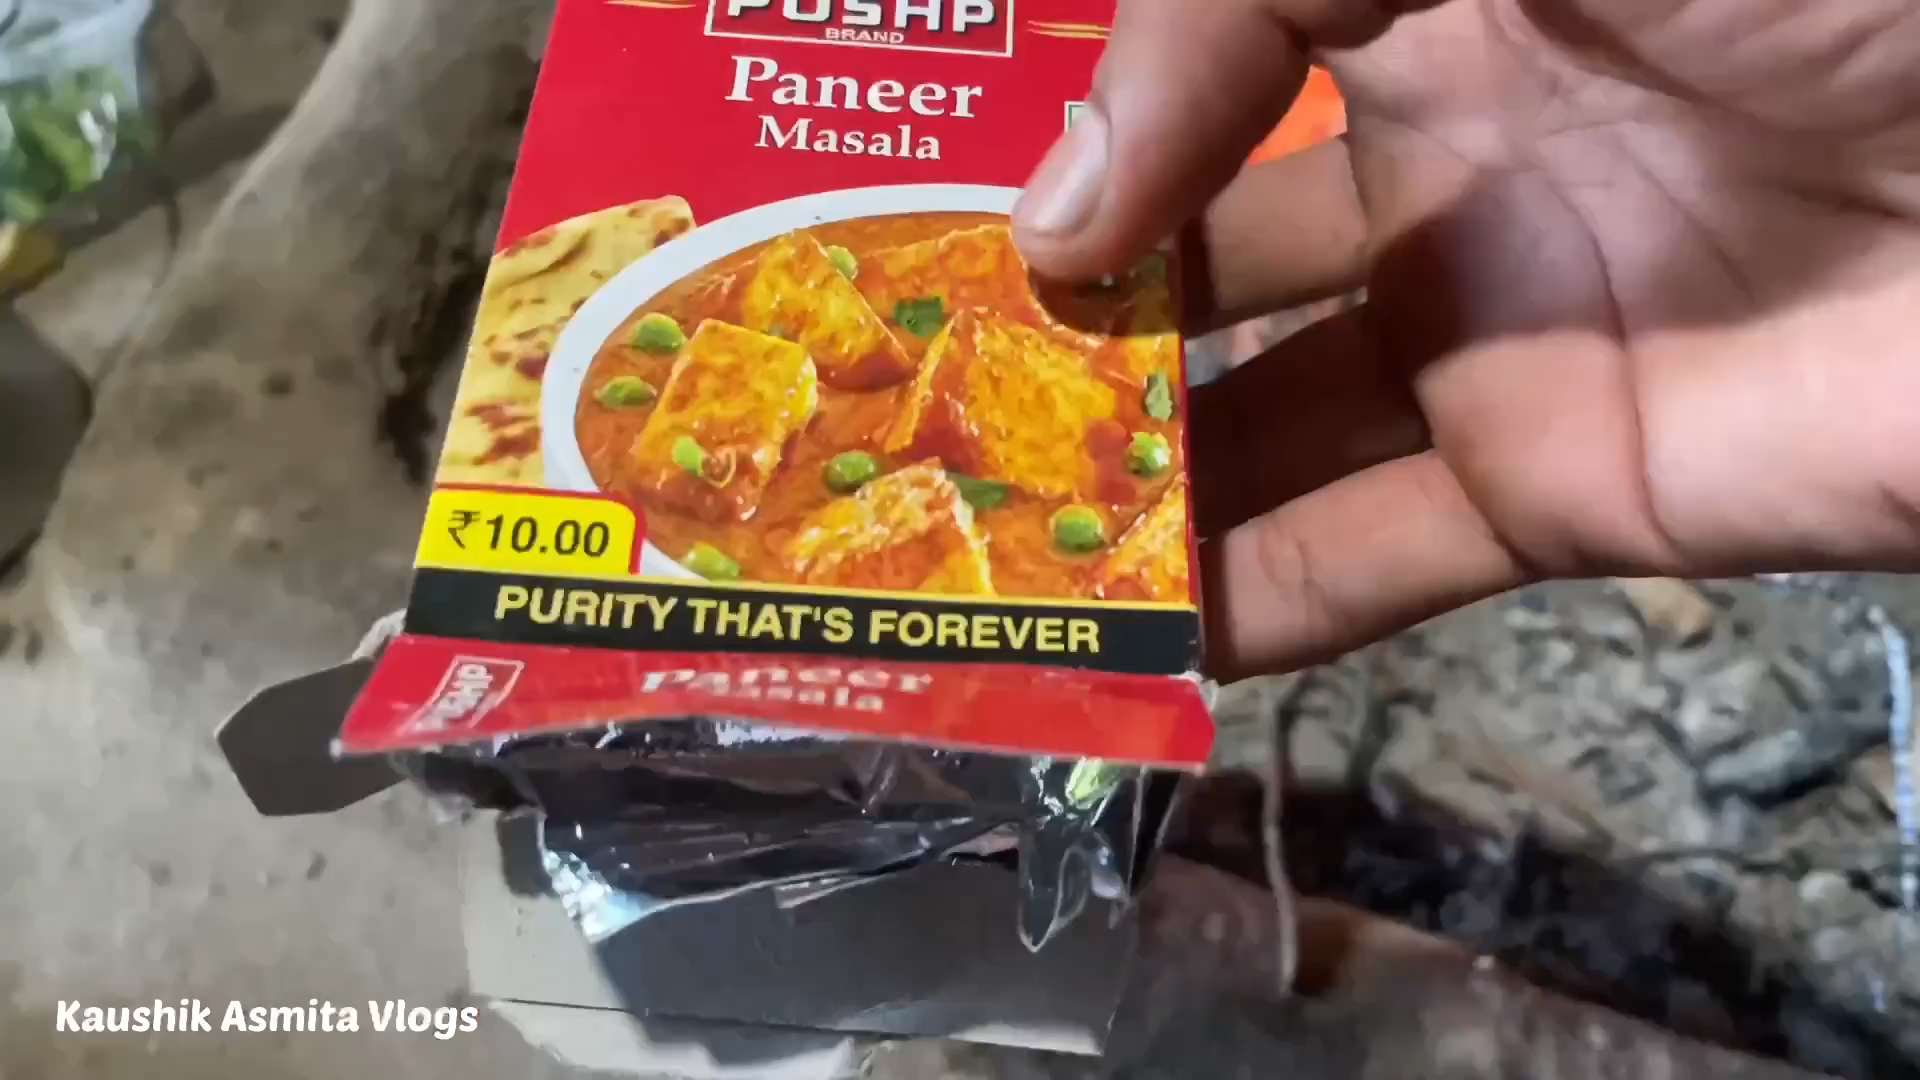 PUSHP
BRAND
Paneer
Masala
₹10.00
PURITY THAT'S FOREVER
PUSHP
Paneer
Masala
Kaushik Asmita Vlogs